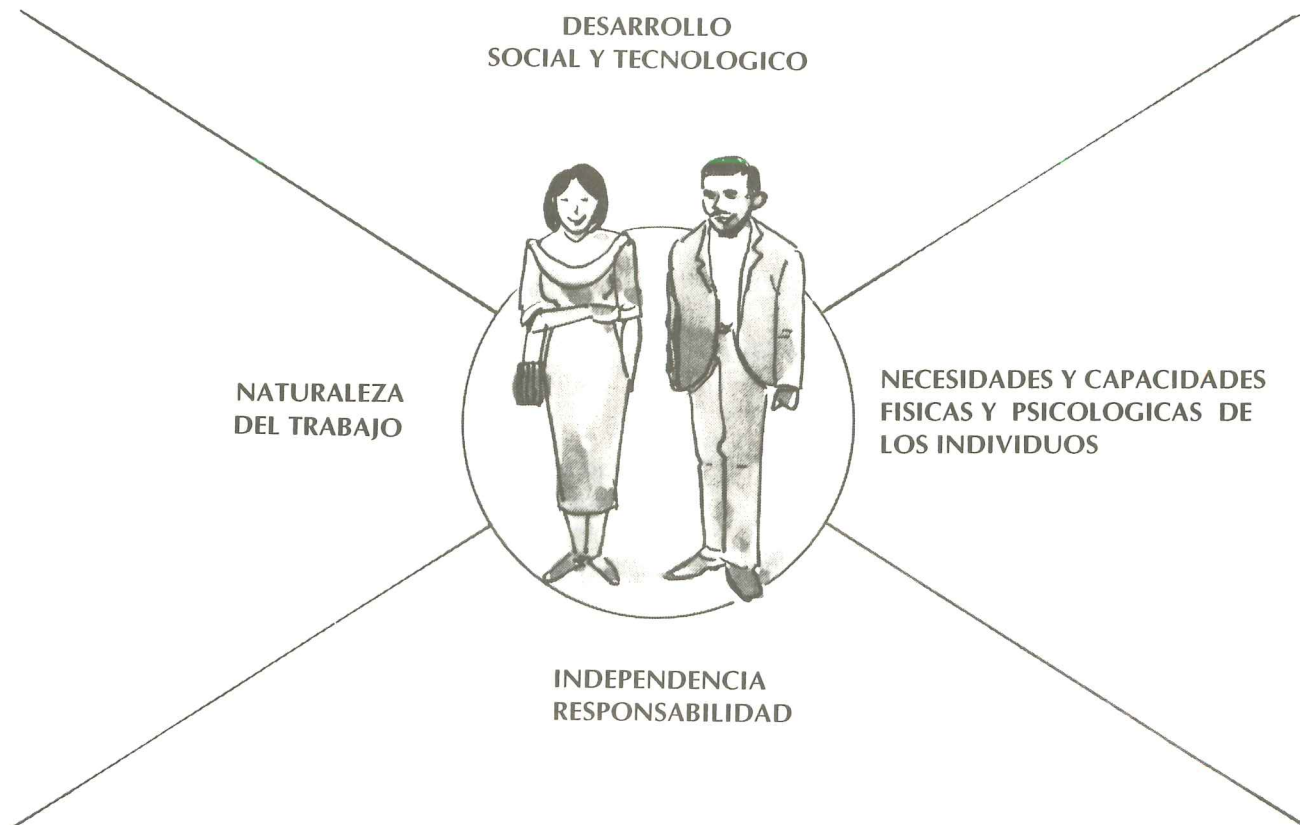 DESARROLLO
SOCIAL Y TECNOLOGICO
NATURALEZA
DEL TRABAJO
NECESIDADES Y CAPACIDADES
FISICAS Y PSICOLOGICAS DE
LOS INDIVIDUOS
INDEPENDENCIA
RESPONSABILIDAD